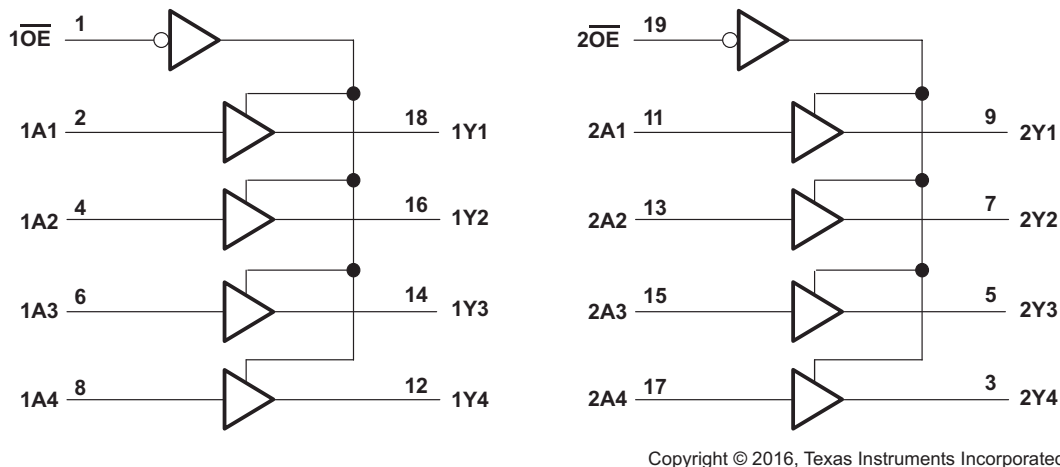 1O̅E̅ 1 2O̅E̅ 19
1A1 2 18 1Y1 2A1 11 9 2Y1
1A2 4 16 1Y2 2A2 13 7 2Y2
1A3 6 14 1Y3 2A3 15 5 2Y3
1A4 8 12 1Y4 2A4 17 3 2Y4
Copyright © 2016, Texas Instruments Incorporated